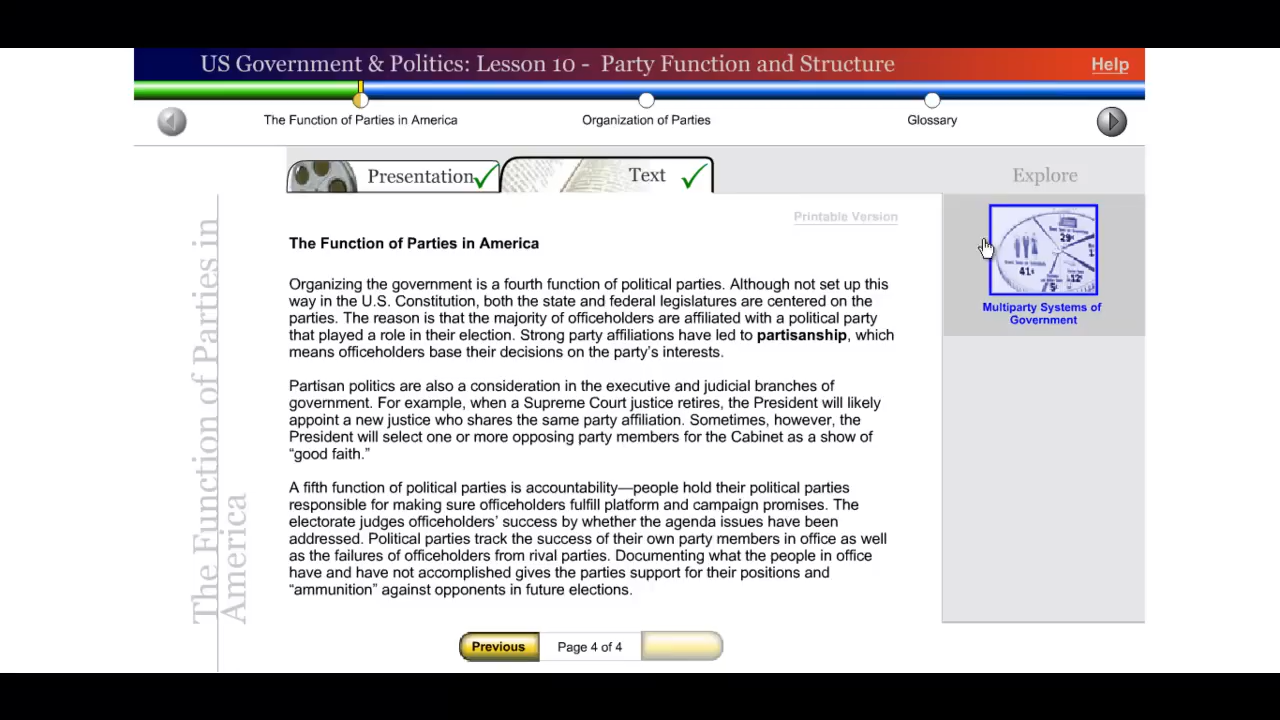 US Government & Politics: Lesson 10 - Party Function and Structure
Help
The Function of Parties in America
Organization of Parties
Glossary
Presentation
Text
Explore
Printable Version
The Function of Parties in America
Organizing the government is a fourth function of political parties. Although not set up this
way in the U.S. Constitution, both the state and federal legislatures are centered on the
parties. The reason is that the majority of officeholders are affiliated with a political party
that played a role in their election. Strong party affiliations have led to partisanship, which
means officeholders base their decisions on the party's interests.
Partisan politics are also a consideration in the executive and judicial branches of
government. For example, when a Supreme Court justice retires, the President will likely
appoint a new justice who shares the same party affiliation. Sometimes, however, the
President will select one or more opposing party members for the Cabinet as a show of
“good faith.”
A fifth function of political parties is accountability—people hold their political parties
responsible for making sure officeholders fulfill platform and campaign promises. The
electorate judges officeholders’ success by whether the agenda issues have been
addressed. Political parties track the success of their own party members in office as well
as the failures of officeholders from rival parties. Documenting what the people in office
have and have not accomplished gives the parties support for their positions and
“ammunition” against opponents in future elections.
29¢
41¢
12¢
5¢
Multiparty Systems of
Government
The Function of Parties in
America
Previous
Page 4 of 4